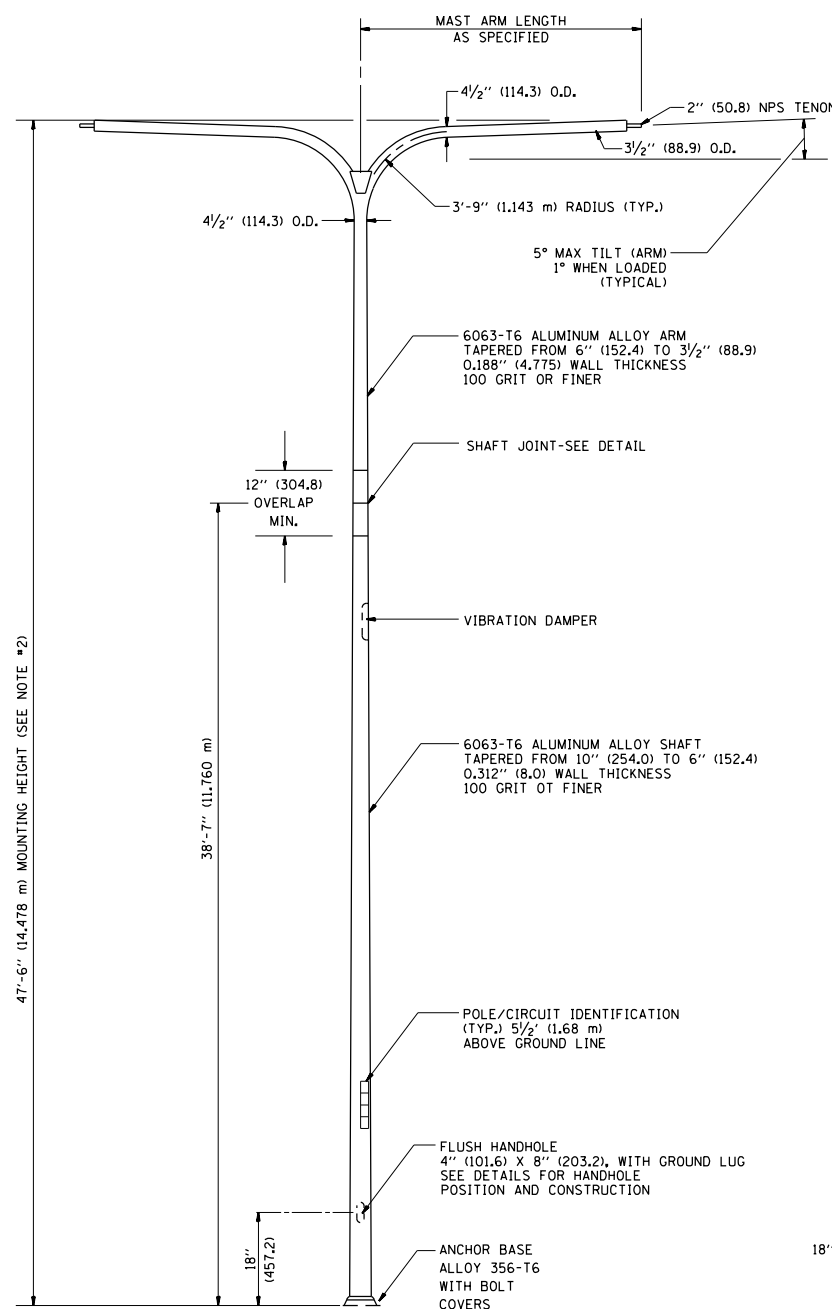 MAST ARM LENGTH
AS SPECIFIED
4½'' (114.3) O.D.
2'' (50.8) NPS TENON
3½'' (88.9) O.D.
3'-9'' (1.143 m) RADIUS (TYP.)
4½'' (114.3) O.D.
5° MAX TILT (ARM)
1° WHEN LOADED
(TYPICAL)
6063-T6 ALUMINUM ALLOY ARM
TAPERED FROM 6'' (152.4) TO 3½'' (88.9)
0.188'' (4.775) WALL THICKNESS
100 GRIT OR FINER
SHAFT JOINT-SEE DETAIL
12'' (304.8)
OVERLAP
MIN.
VIBRATION DAMPER
47'-6'' (14.478 m) MOUNTING HEIGHT (SEE NOTE #2)
38'-7'' (11.760 m)
6063-T6 ALUMINUM ALLOY SHAFT
TAPERED FROM 10'' (254.0) TO 6'' (152.4)
0.312'' (8.0) WALL THICKNESS
100 GRIT OT FINER
POLE/CIRCUIT IDENTIFICATION
(TYP.) 5½' (1.68 m)
ABOVE GROUND LINE
FLUSH HANDHOLE
4'' (101.6) X 8'' (203.2), WITH GROUND LUG
SEE DETAILS FOR HANDHOLE
POSITION AND CONSTRUCTION
18''
(457.2)
ANCHOR BASE
ALLOY 356-T6
WITH BOLT
COVERS
18''